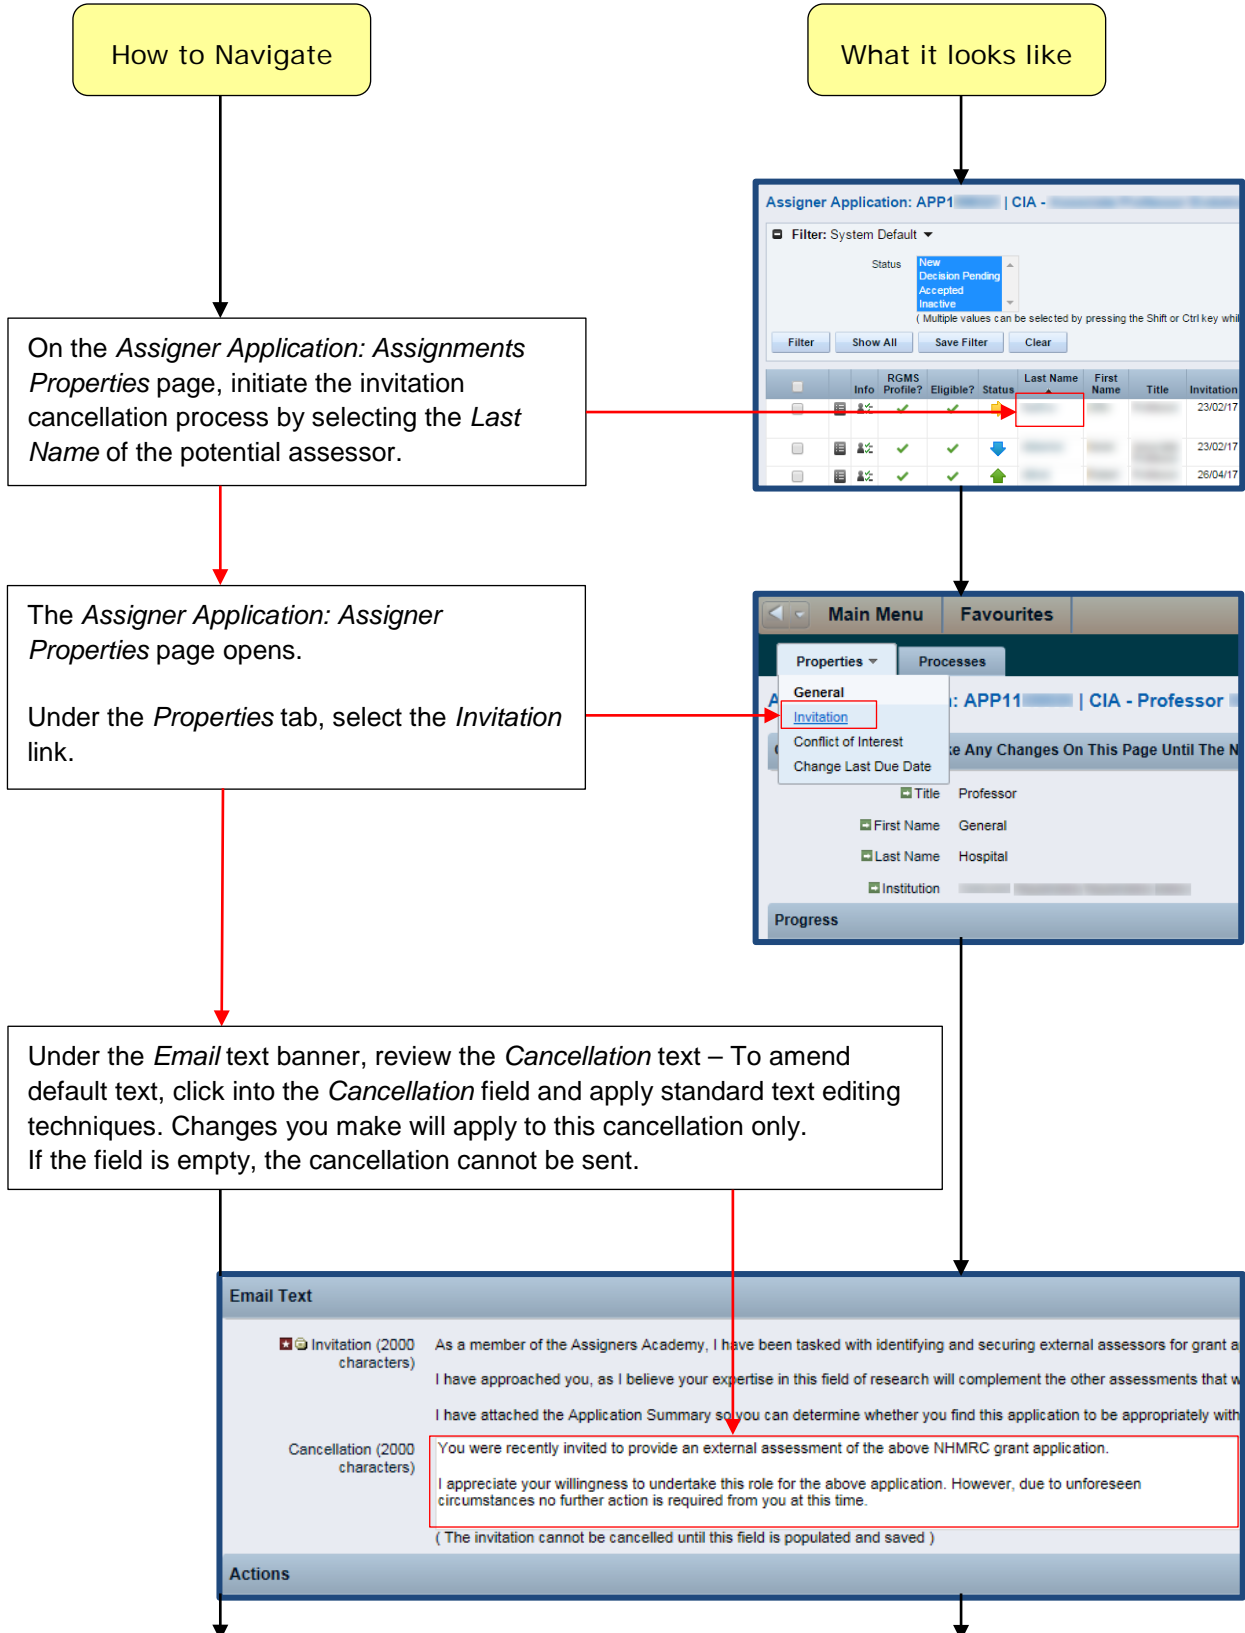 How to Navigate
What it looks like
Assigner Application: APP1 | CIA -
Filter: System Default
Status
New
Decision Pending
Accepted
Inactive
( Multiple values can be selected by pressing the Shift or Ctrl key whil
Filter Show All Save Filter Clear
Info RGMS Profile? Eligible? Status Last Name First Name Title Invitation
23/02/17
23/02/17
26/04/17
On the Assigner Application: Assignments
Properties page, initiate the invitation
cancellation process by selecting the Last
Name of the potential assessor.
The Assigner Application: Assigner
Properties page opens.
Under the Properties tab, select the Invitation
link.
Main Menu Favourites
Properties Processes
General
Invitation
Conflict of Interest
Change Last Due Date
A : APP11 | CIA - Professor
ke Any Changes On This Page Until The N
Title Professor
First Name General
Last Name Hospital
Institution
Progress
Under the Email text banner, review the Cancellation text – To amend
default text, click into the Cancellation field and apply standard text editing
techniques. Changes you make will apply to this cancellation only.
If the field is empty, the cancellation cannot be sent.
Email Text
Invitation (2000
characters)
As a member of the Assigners Academy, I have been tasked with identifying and securing external assessors for grant a
I have approached you, as I believe your expertise in this field of research will complement the other assessments that w
I have attached the Application Summary so you can determine whether you find this application to be appropriately with
Cancellation (2000
characters)
You were recently invited to provide an external assessment of the above NHMRC grant application.
I appreciate your willingness to undertake this role for the above application. However, due to unforeseen
circumstances no further action is required from you at this time.
( The invitation cannot be cancelled until this field is populated and saved )
Actions